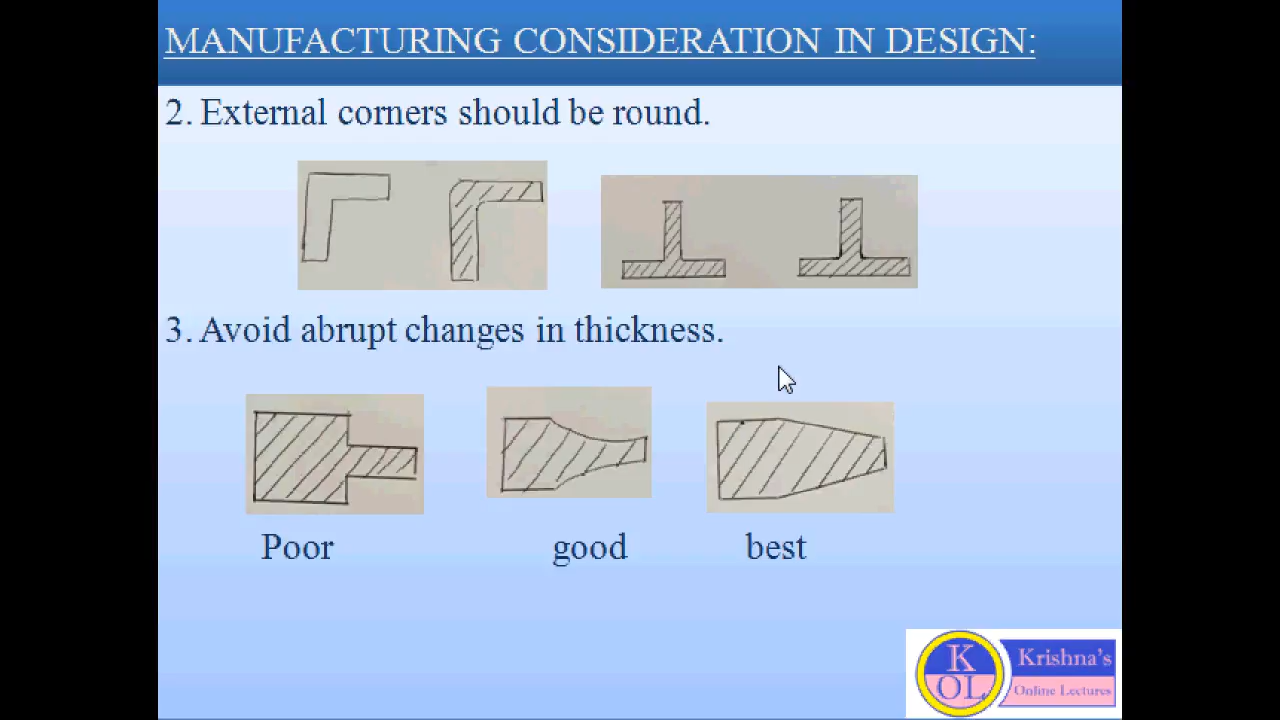 MANUFACTURING CONSIDERATION IN DESIGN:
2. External corners should be round.
3. Avoid abrupt changes in thickness.
Poor good best
K
OL
Krishna's
Online Lectures